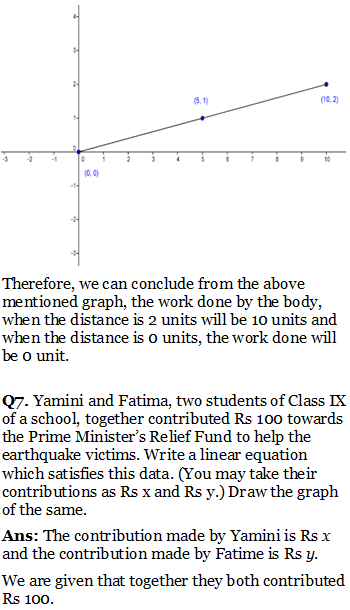 4
3
2
(5, 1)
(10, 2)
1
0
-3 -2 -1 0 1 2 3 4 5 6 7 8 9 10
(0, 0)
-1
-2
-3
Therefore, we can conclude from the above
mentioned graph, the work done by the body,
when the distance is 2 units will be 10 units and
when the distance is 0 units, the work done will
be 0 unit.
Q7. Yamini and Fatima, two students of Class IX
of a school, together contributed Rs 100 towards
the Prime Minister's Relief Fund to help the
earthquake victims. Write a linear equation
which satisfies this data. (You may take their
contributions as Rs x and Rs y.) Draw the graph
of the same.
Ans: The contribution made by Yamini is Rs x
and the contribution made by Fatime is Rs y.
We are given that together they both contributed
Rs 100.